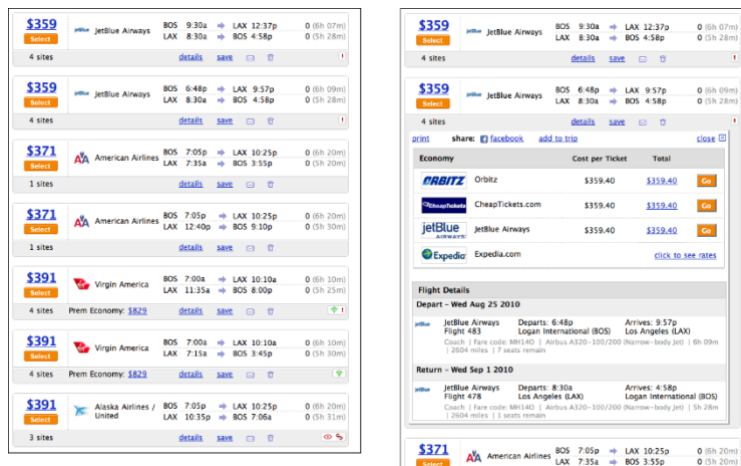 $359 jetBlue JetBlue Airways BOS 9:30a LAX 12:37p 0 (6h 07m)
Select LAX 8:30a BOS 4:58p 0 (5h 28m)
4 sites details save !
$359 jetBlue JetBlue Airways BOS 6:48p LAX 9:57p 0 (6h 09m)
Select LAX 8:30a BOS 4:58p 0 (5h 28m)
4 sites details save !
$371 AA American Airlines BOS 7:05p LAX 10:25p 0 (6h 20m)
Select LAX 7:35a BOS 3:55p 0 (5h 20m)
1 sites details save
$371 AA American Airlines BOS 7:05p LAX 10:25p 0 (6h 20m)
Select LAX 12:40p BOS 9:10p 0 (5h 30m)
1 sites details save
$391 Virgin America BOS 7:00a LAX 10:10a 0 (6h 10m)
Select LAX 11:35a BOS 8:00p 0 (5h 25m)
4 sites Prem Economy: $829 details save !
$391 Virgin America BOS 7:00a LAX 10:10a 0 (6h 10m)
Select LAX 7:15a BOS 3:45p 0 (5h 30m)
4 sites Prem Economy: $829 details save
$391 Alaska Airlines / BOS 7:05p LAX 10:25p 0 (6h 20m)
Select United LAX 10:35p BOS 7:06a 0 (5h 31m)
3 sites details save
$359 jetBlue JetBlue Airways BOS 9:30a LAX 12:37p 0 (6h 07m)
Select LAX 8:30a BOS 4:58p 0 (5h 28m)
4 sites details save !
$359 jetBlue JetBlue Airways BOS 6:48p LAX 9:57p 0 (6h 09m)
Select LAX 8:30a BOS 4:58p 0 (5h 28m)
4 sites details save !
print share: facebook add to trip close
Economy Cost per Ticket Total
ORBITZ Orbitz $359.40 $359.40 Go
CheapTickets CheapTickets.com $359.40 $359.40 Go
jetBlue AIRWAYS JetBlue Airways $359.40 $359.40 Go
Expedia Expedia.com click to see rates
Flight Details
Depart - Wed Aug 25 2010
jetBlue JetBlue Airways Departs: 6:48p Arrives: 9:57p
Flight 483 Logan International (BOS) Los Angeles (LAX)
Coach | Fare code: MH14O | Airbus A320-100/200 (Narrow-body Jet) | 6h 09m
| 2604 miles | 7 seats remain
Return - Wed Sep 1 2010
jetBlue JetBlue Airways Departs: 8:30a Arrives: 4:58p
Flight 478 Los Angeles (LAX) Logan International (BOS)
Coach | Fare code: MH14O | Airbus A320-100/200 (Narrow-body Jet) | 5h 28m
| 2604 miles | 1 seats remain
$371 AA American Airlines BOS 7:05p LAX 10:25p 0 (6h 20m)
Select LAX 7:35a BOS 3:55p 0 (5h 20m)